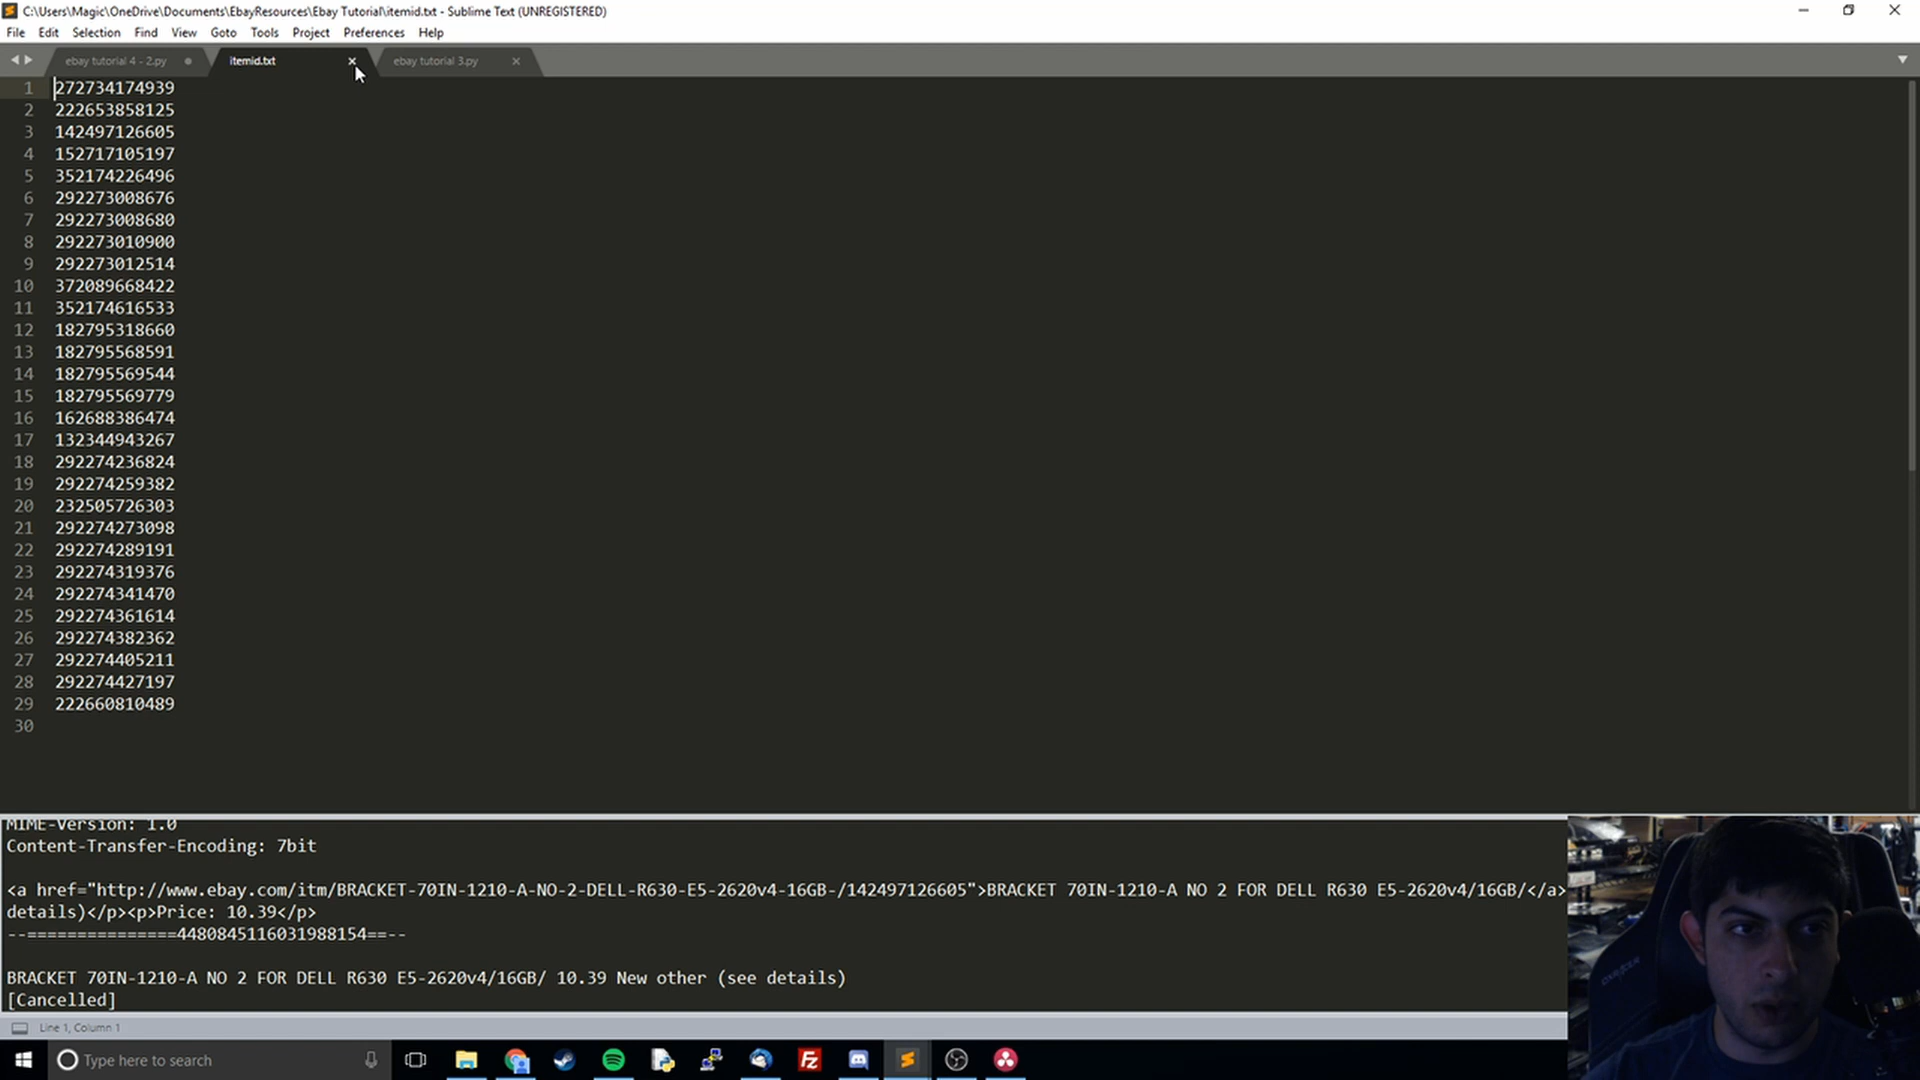 C:\Users\Magic\OneDrive\Documents\EbayResources\Ebay Tutorial\itemid.txt - Sublime Text (UNREGISTERED)
File Edit Selection Find View Goto Tools Project Preferences Help
ebay tutorial 4 - 2.py itemid.txt ebay tutorial 3.py
1 272734174939
2 222653858125
3 142497126605
4 152717105197
5 352174226496
6 292273008676
7 292273008680
8 292273010900
9 292273012514
10 372089668422
11 352174616533
12 182795318660
13 182795568591
14 182795569544
15 182795569779
16 162688386474
17 132344943267
18 292274236824
19 292274259382
20 232505726303
21 292274273098
22 292274289191
23 292274319376
24 292274341470
25 292274361614
26 292274382362
27 292274405211
28 292274427197
29 222660810489
30
MIME-Version: 1.0
Content-Transfer-Encoding: 7bit
<a href="http://www.ebay.com/itm/BRACKET-70IN-1210-A-NO-2-DELL-R630-E5-2620v4-16GB-/142497126605">BRACKET 70IN-1210-A NO 2 FOR DELL R630 E5-2620v4/16GB/</a>
details)</p><p>Price: 10.39</p>
--===============4480845116031988154==--
BRACKET 70IN-1210-A NO 2 FOR DELL R630 E5-2620v4/16GB/ 10.39 New other (see details)
[Cancelled]
Line 1, Column 1
Type here to search